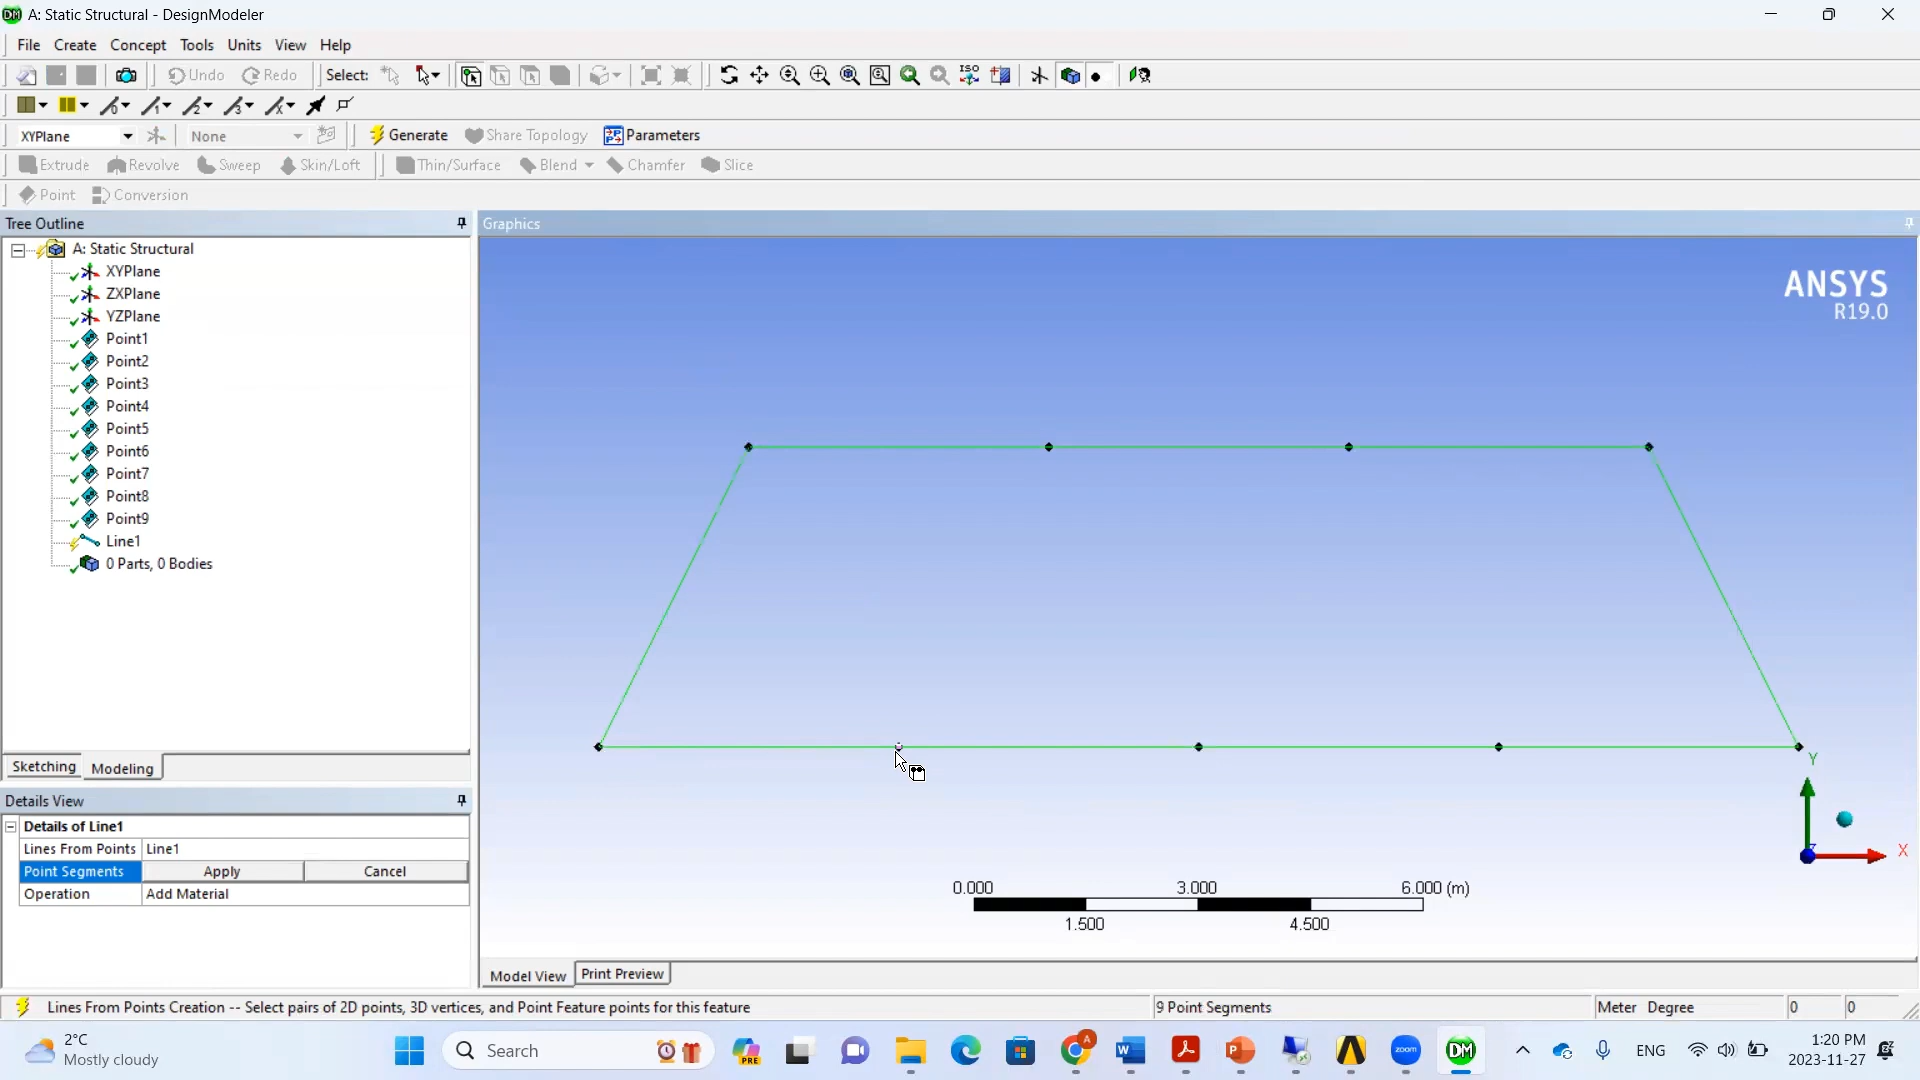 A: Static Structural - DesignModeler
File Create Concept Tools Units View Help
Undo Redo Select: ISO
XYPlane None Generate Share Topology Parameters
Extrude Revolve Sweep Skin/Loft Thin/Surface Blend Chamfer Slice
Point Conversion
Tree Outline
Graphics
A: Static Structural
XYPlane
ZXPlane
YZPlane
Point1
Point2
Point3
Point4
Point5
Point6
Point7
Point8
Point9
Line1
0 Parts, 0 Bodies
ANSYS
R19.0
Y
X
0.000 3.000 6.000 (m)
1.500 4.500
Sketching Modeling
Details View
Details of Line1
Lines From Points Line1
Point Segments Apply Cancel
Operation Add Material
Model View Print Preview
Lines From Points Creation -- Select pairs of 2D points, 3D vertices, and Point Feature points for this feature 9 Point Segments Meter Degree 0 0
2°C
Mostly cloudy
Search
PRE
zoom
DM
ENG
1:20 PM
2023-11-27